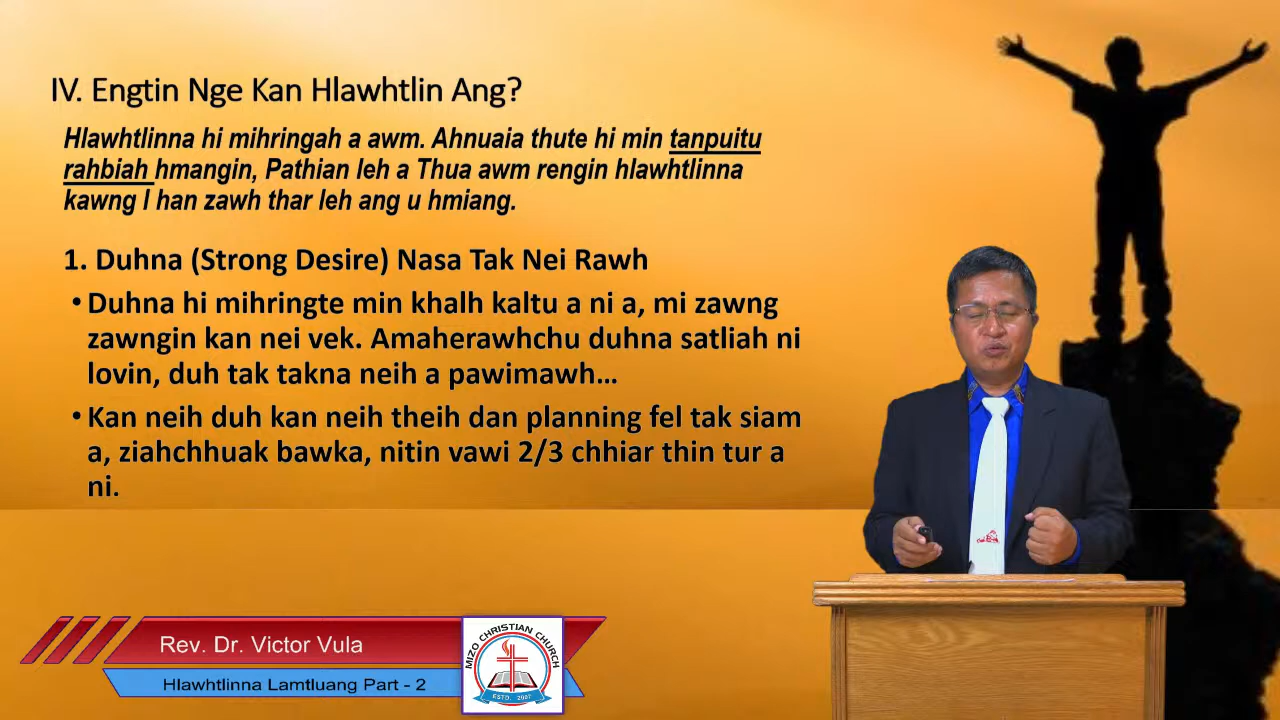 IV. Engtin Nge Kan Hlawhtlin Ang?
Hlawhtlinna hi mihringah a awm. Ahnuaia thute hi min tanpuitu
rahbiah hmangin, Pathian leh a Thua awm rengin hlawhtlinna
kawng I han zawh thar leh ang u hmiang.
1. Duhna (Strong Desire) Nasa Tak Nei Rawh
• Duhna hi mihringte min khalh kaltu a ni a, mi zawng
zawngin kan nei vek. Amaherawhchu duhna satliah ni
lovin, duh tak takna neih a pawimawh...
• Kan neih duh kan neih theih dan planning fel tak siam
a, ziahchhuak bawka, nitin vawi 2/3 chhiar thin tur a
ni.
Rev. Dr. Victor Vula
Hlawhtlinna Lamtluang Part - 2
MIZO CHRISTIAN CHURCH
ESTD. 2007